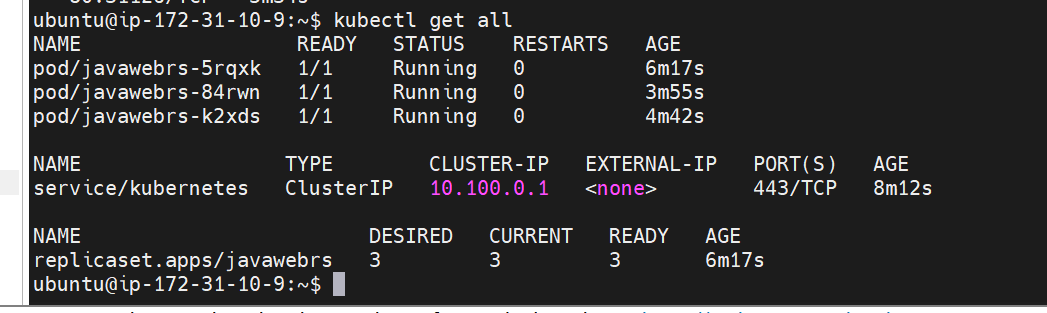 ubuntu@ip-172-31-10-9:~$ kubectl get all
NAME READY STATUS RESTARTS AGE
pod/javawebrs-5rqxk 1/1 Running 0 6m17s
pod/javawebrs-84rwn 1/1 Running 0 3m55s
pod/javawebrs-k2xds 1/1 Running 0 4m42s
NAME TYPE CLUSTER-IP EXTERNAL-IP PORT(S) AGE
service/kubernetes ClusterIP 10.100.0.1 <none> 443/TCP 8m12s
NAME DESIRED CURRENT READY AGE
replicaset.apps/javawebrs 3 3 3 6m17s
ubuntu@ip-172-31-10-9:~$